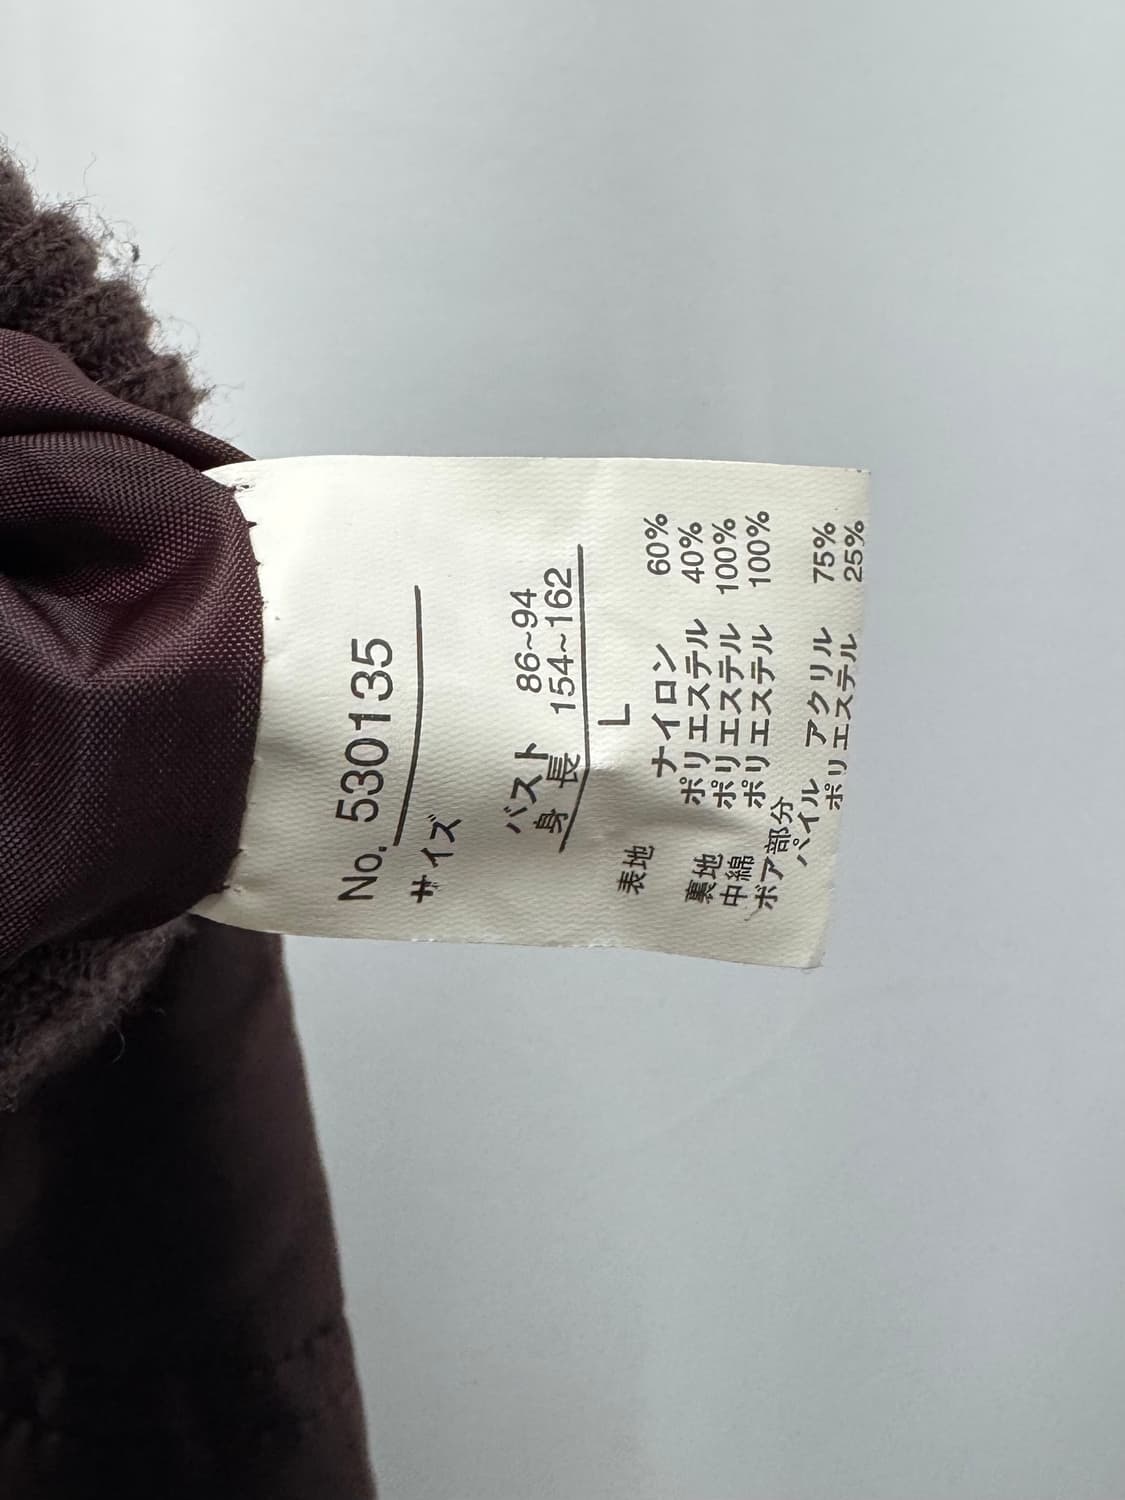 No. 530135
サイズ
バスト 86~94
身 長 154~162
L
表地 ナイロン 60%
ポリエステル 40%
裏地 ポリエステル 100%
中綿 ポリエステル 100%
ボア部分
パイル アクリル 75%
ポリエステル 25%